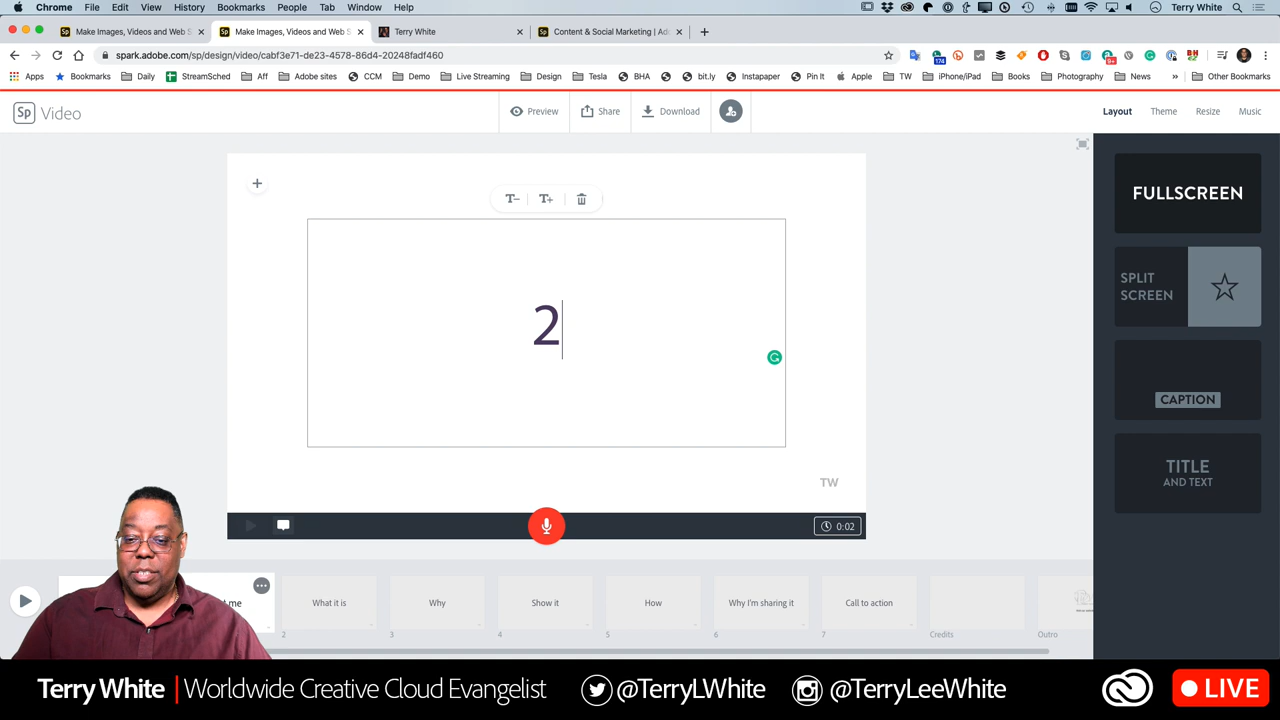 Chrome File Edit View History Bookmarks People Tab Window Help Terry White
Make Images, Videos and Web S Make Images, Videos and Web S Terry White Content & Social Marketing | Ad
spark.adobe.com/sp/design/video/cabf3e71-de23-4578-86d4-20248fadf460
174 9+
Apps Bookmarks Daily StreamSched Aff Adobe sites CCM Demo Live Streaming Design Tesla BHA bit.ly Instapaper Pin It Apple TW iPhone/iPad Books Photography News Other Bookmarks
Sp Video Preview Share Download Layout Theme Resize Music
T- T+
FULLSCREEN
SPLIT
SCREEN
2
CAPTION
TITLE
AND TEXT
TW
0:02
t me What it is Why Show it How Why I'm sharing it Call to action
2 3 4 5 6 7 Credits Outro
Terry White | Worldwide Creative Cloud Evangelist @TerryLWhite @TerryLeeWhite LIVE